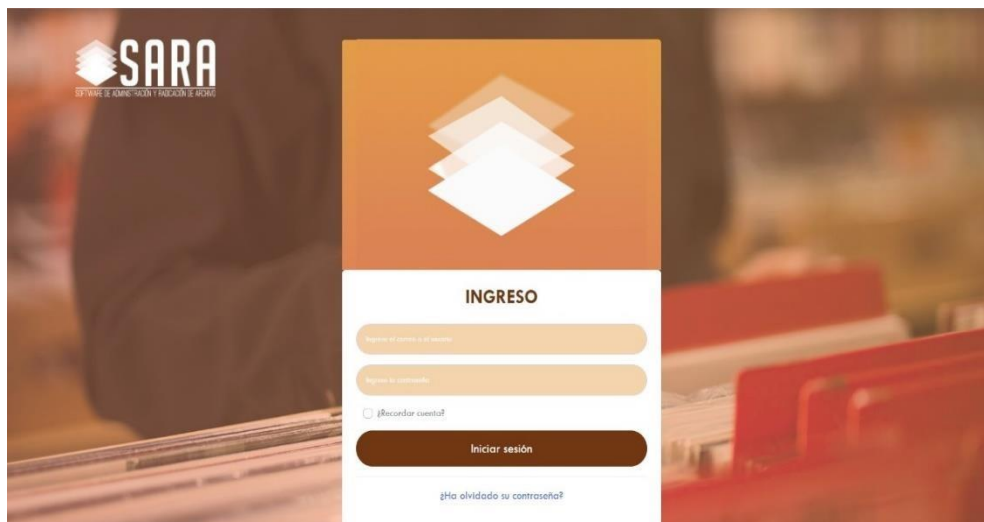 SARA
SOFTWARE DE ADMINISTRACIÓN Y RADICACIÓN DE ARCHIVO
INGRESO
Ingrese el correo o el usuario
Ingrese la contraseña
¿Recordar cuenta?
Iniciar sesión
¿Ha olvidado su contraseña?